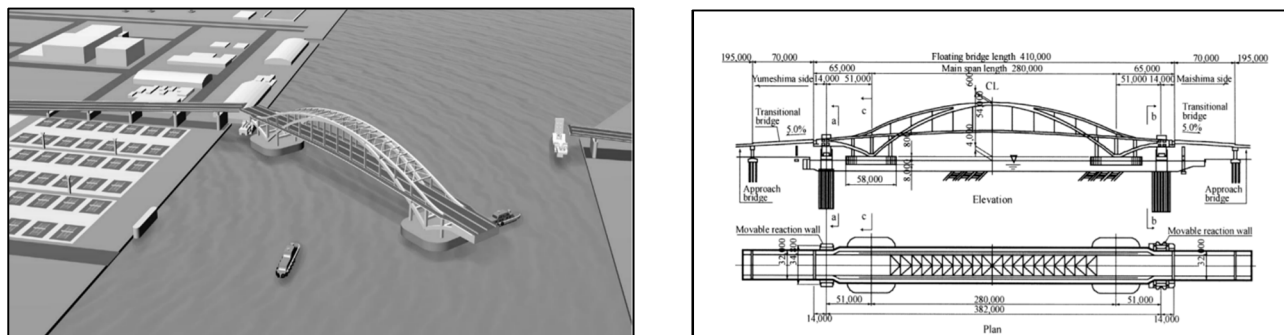 Floating bridge length 410,000
195,000 70,000 70,000 195,000
65,000 Main span length 280,000 65,000
Yumeshima side 14,000 51,000 51,000 14,000 Maishima side
CL
600
54,000
a c b
Transitional bridge
Transitional bridge
5.0% 5.0%
4,000
8,000
58,000
Approach bridge
Approach bridge
Elevation
a c b
Movable reaction wall Movable reaction wall
32,000
32,000
51,000 280,000 51,000
382,000
14,000 14,000
Plan